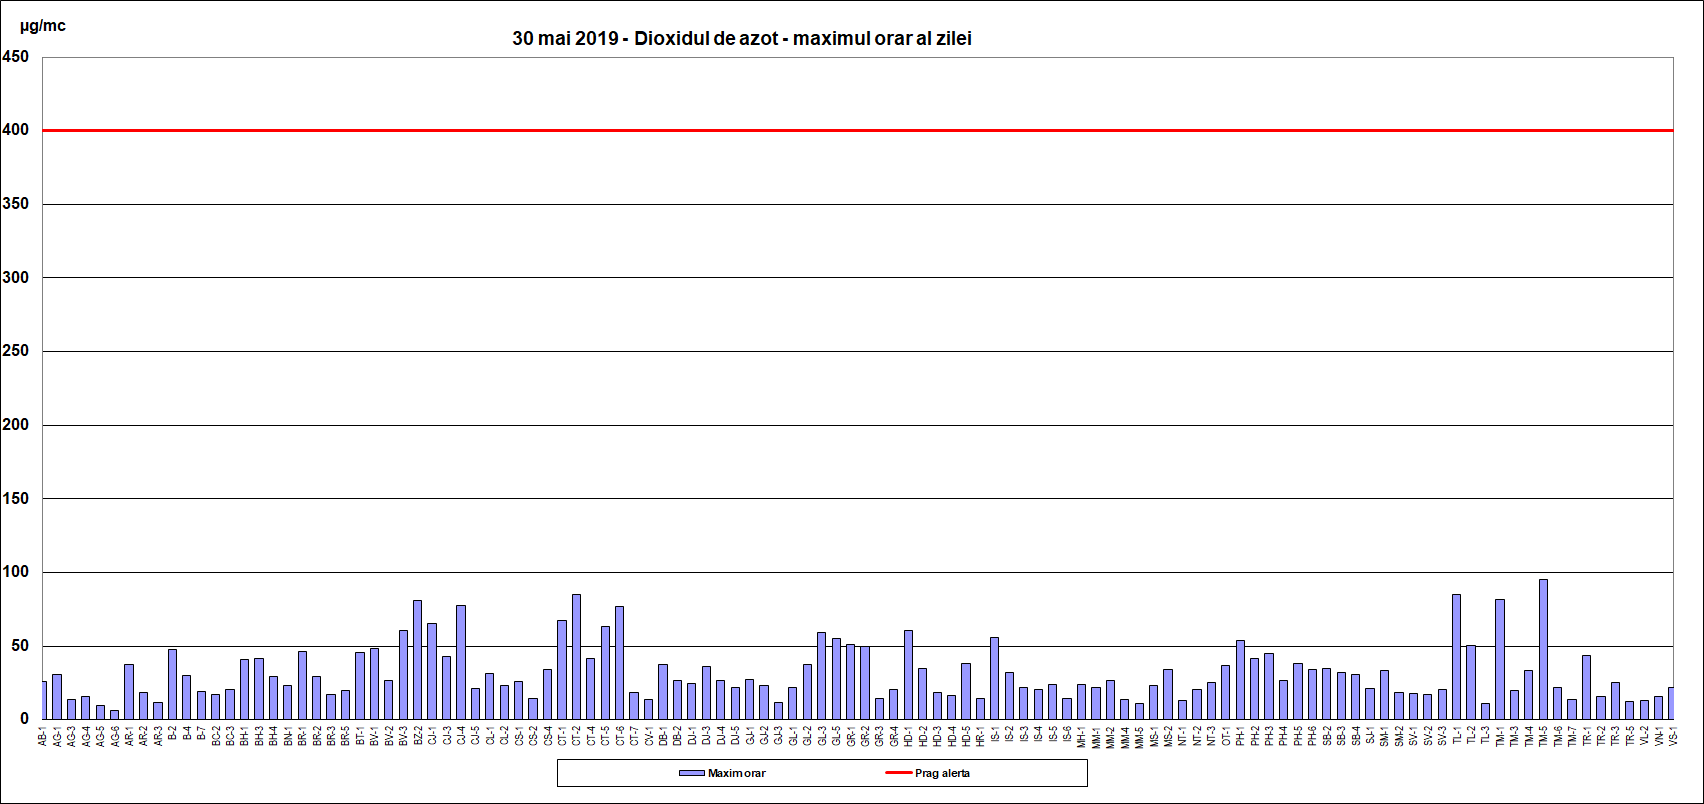 µg/mc
30 mai 2019 - Dioxidul de azot - maximul orar al zilei
450
400
350
300
250
200
150
100
50
0
AB-1 AG-1 AG-3 AG-4 AG-5 AG-6 AR-1 AR-2 AR-3 B-2 B-4 B-7 BC-2 BC-3 BH-1 BH-3 BH-4 BN-1 BR-1 BR-2 BR-3 BR-5 BT-1 BV-1 BV-2 BV-3 BZ-2 CJ-1 CJ-3 CJ-4 CJ-5 CL-1 CL-2 CS-1 CS-2 CS-4 CT-1 CT-2 CT-4 CT-5 CT-6 CT-7 CV-1 DB-1 DB-2 DJ-1 DJ-3 DJ-4 DJ-5 GJ-1 GJ-2 GJ-3 GL-1 GL-2 GL-3 GL-5 GR-1 GR-2 GR-3 GR-4 HD-1 HD-2 HD-3 HD-4 HD-5 HR-1 IS-1 IS-2 IS-3 IS-4 IS-5 IS-6 MH-1 MM-1 MM-2 MM-4 MM-5 MS-1 MS-2 NT-1 NT-2 NT-3 OT-1 PH-1 PH-2 PH-3 PH-4 PH-5 PH-6 SB-2 SB-3 SB-4 SJ-1 SM-1 SM-2 SV-1 SV-2 SV-3 TL-1 TL-2 TL-3 TM-1 TM-3 TM-4 TM-5 TM-6 TM-7 TR-1 TR-2 TR-3 TR-5 VL-2 VN-1 VS-1
Maxim orar Prag alerta